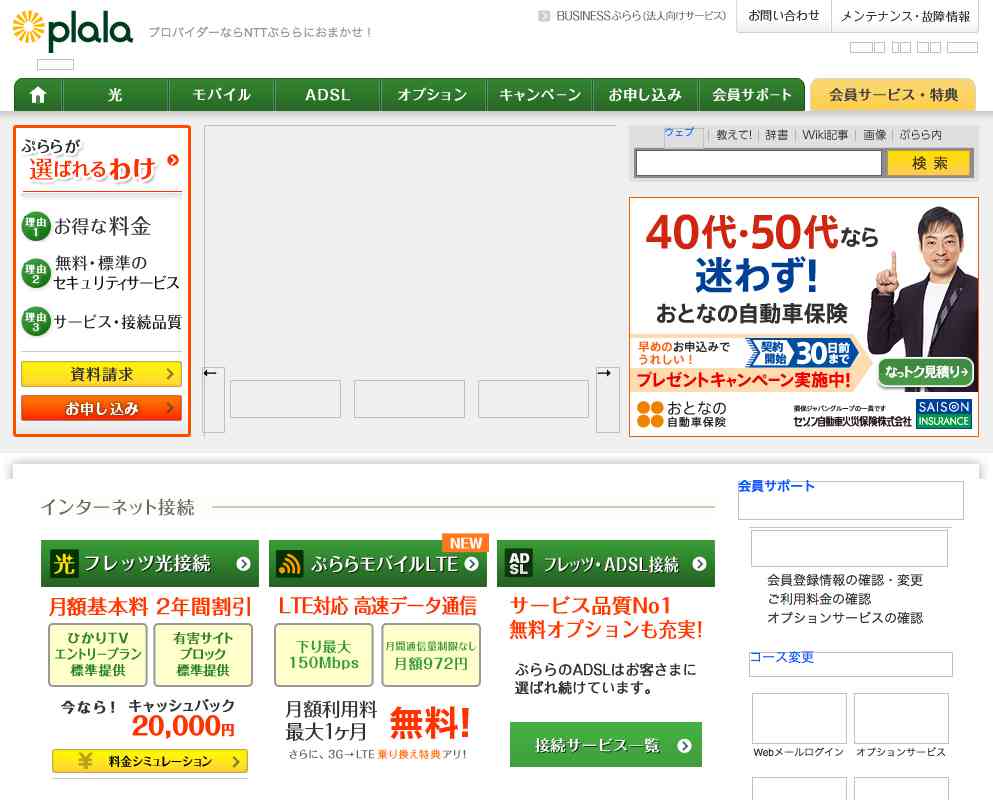 plala
プロバイダーならNTTぷららにおまかせ！
BUSINESSぷらら（法人向けサービス）
お問い合わせ
メンテナンス・故障情報
光
モバイル
ADSL
オプション
キャンペーン
お申し込み
会員サポート
会員サービス・特典
ぷららが
選ばれるわけ
理由1 お得な料金
理由2 無料・標準の
セキュリティサービス
理由3 サービス・接続品質
資料請求
お申し込み
←
→
ウェブ
教えて!
辞書
Wiki記事
画像
ぷらら内
検索
40代・50代なら
迷わず!
おとなの自動車保険
早めのお申込みで
うれしい！
契約開始30日前まで
プレゼントキャンペーン実施中!
なっトク見積り→
おとなの
自動車保険
損保ジャパングループの一員です
セゾン自動車火災保険株式会社
SAISON
INSURANCE
インターネット接続
光 フレッツ光接続
NEW
ぷららモバイルLTE
ADSL フレッツ・ADSL接続
月額基本料 2年間割引
ひかりTV
エントリープラン
標準提供
有害サイト
ブロック
標準提供
今なら！ キャッシュバック
20,000円
¥ 料金シミュレーション
LTE対応 高速データ通信
下り最大
150Mbps
月間通信量制限なし
月額972円
月額利用料
最大1ヶ月
無料!
さらに、3G→LTE 乗り換え特典アリ!
サービス品質No1
無料オプションも充実!
ぷららのADSLはお客さまに
選ばれ続けています。
接続サービス一覧
会員サポート
会員登録情報の確認・変更
ご利用料金の確認
オプションサービスの確認
コース変更
Webメールログイン
オプションサービス